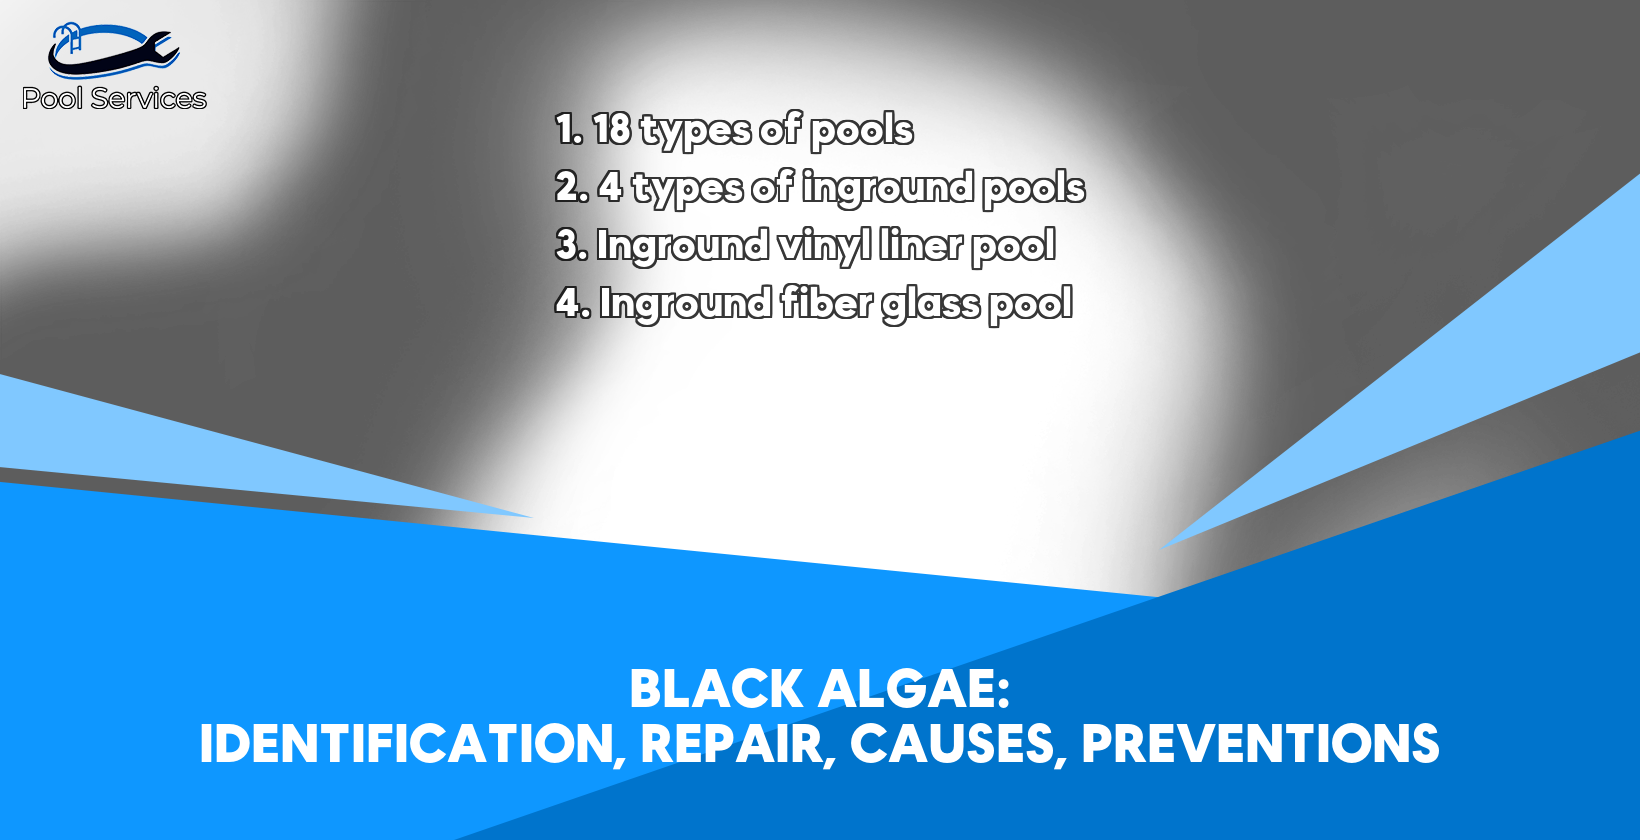 Pool Services
1. 18 types of pools
2. 4 types of inground pools
3. Inground vinyl liner pool
4. Inground fiber glass pool
BLACK ALGAE:
IDENTIFICATION, REPAIR, CAUSES, PREVENTIONS